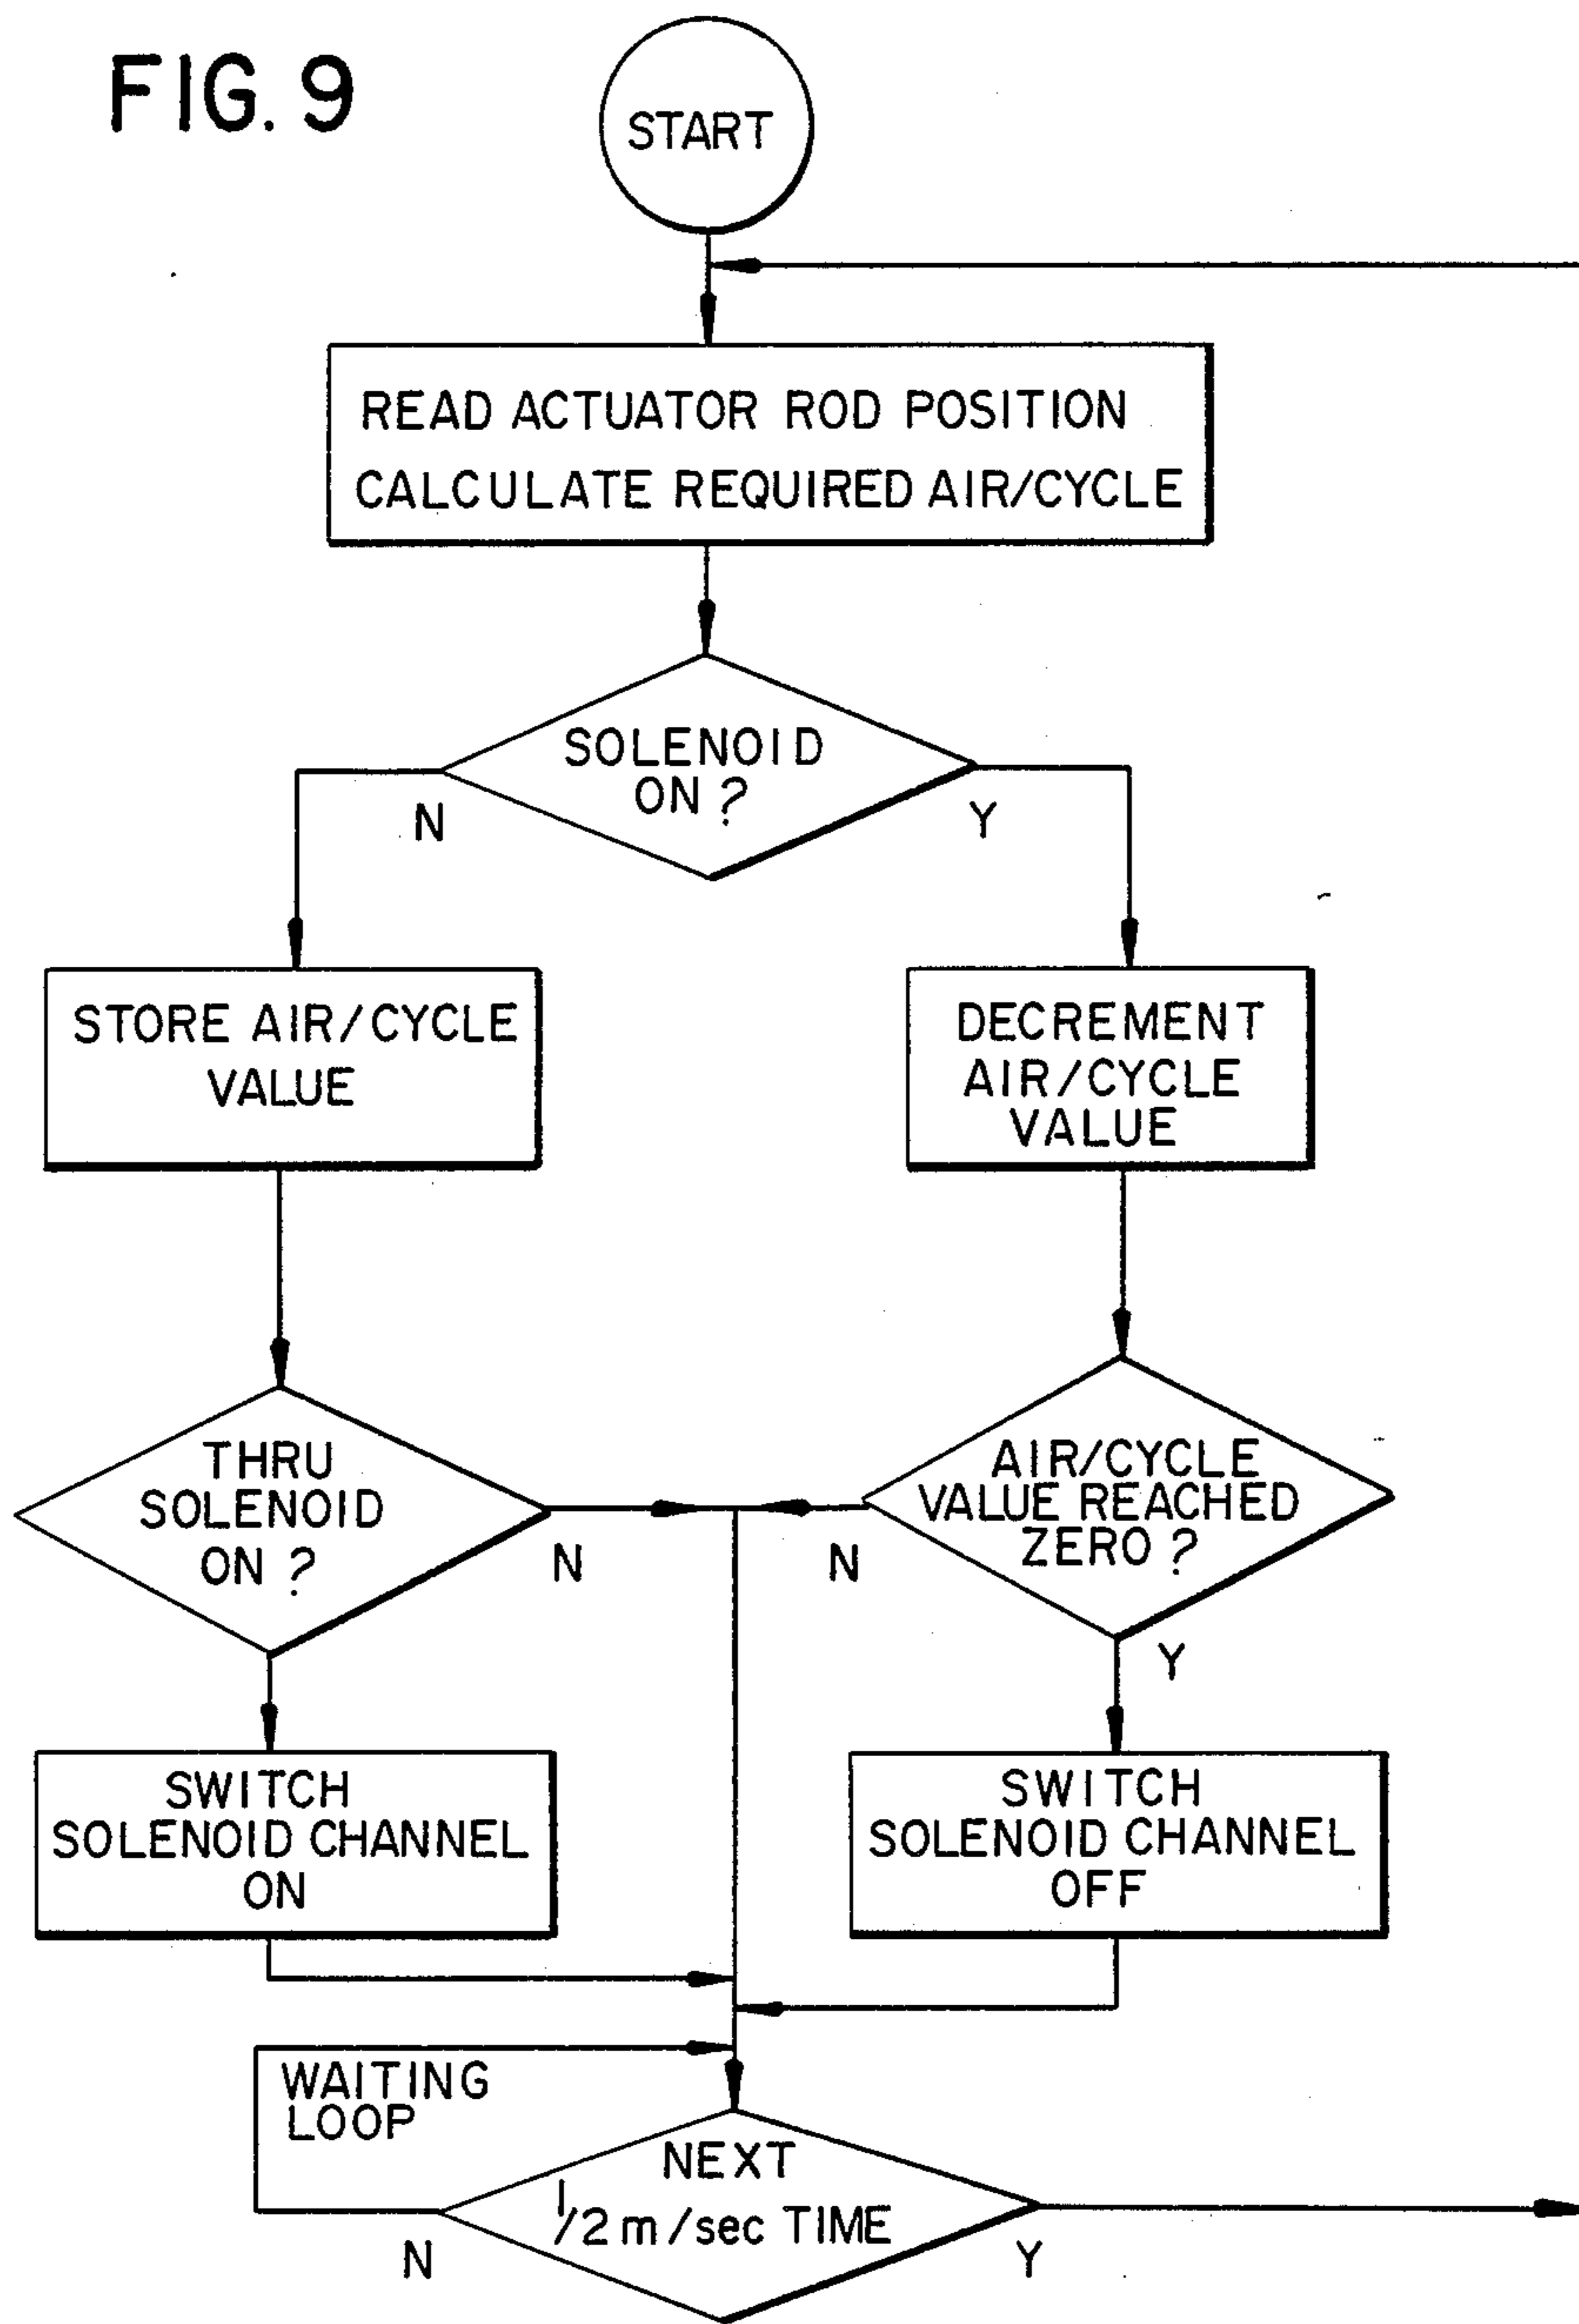 FIG. 9
START
READ ACTUATOR ROD POSITION
CALCULATE REQUIRED AIR/CYCLE
SOLENOID
ON ?
N
Y
STORE AIR/CYCLE
VALUE
DECREMENT
AIR/CYCLE
VALUE
THRU
SOLENOID
ON ?
N
AIR/CYCLE
VALUE REACHED
ZERO ?
N
Y
SWITCH
SOLENOID CHANNEL
ON
SWITCH
SOLENOID CHANNEL
OFF
WAITING
LOOP
NEXT
1/2 m/sec TIME
N
Y